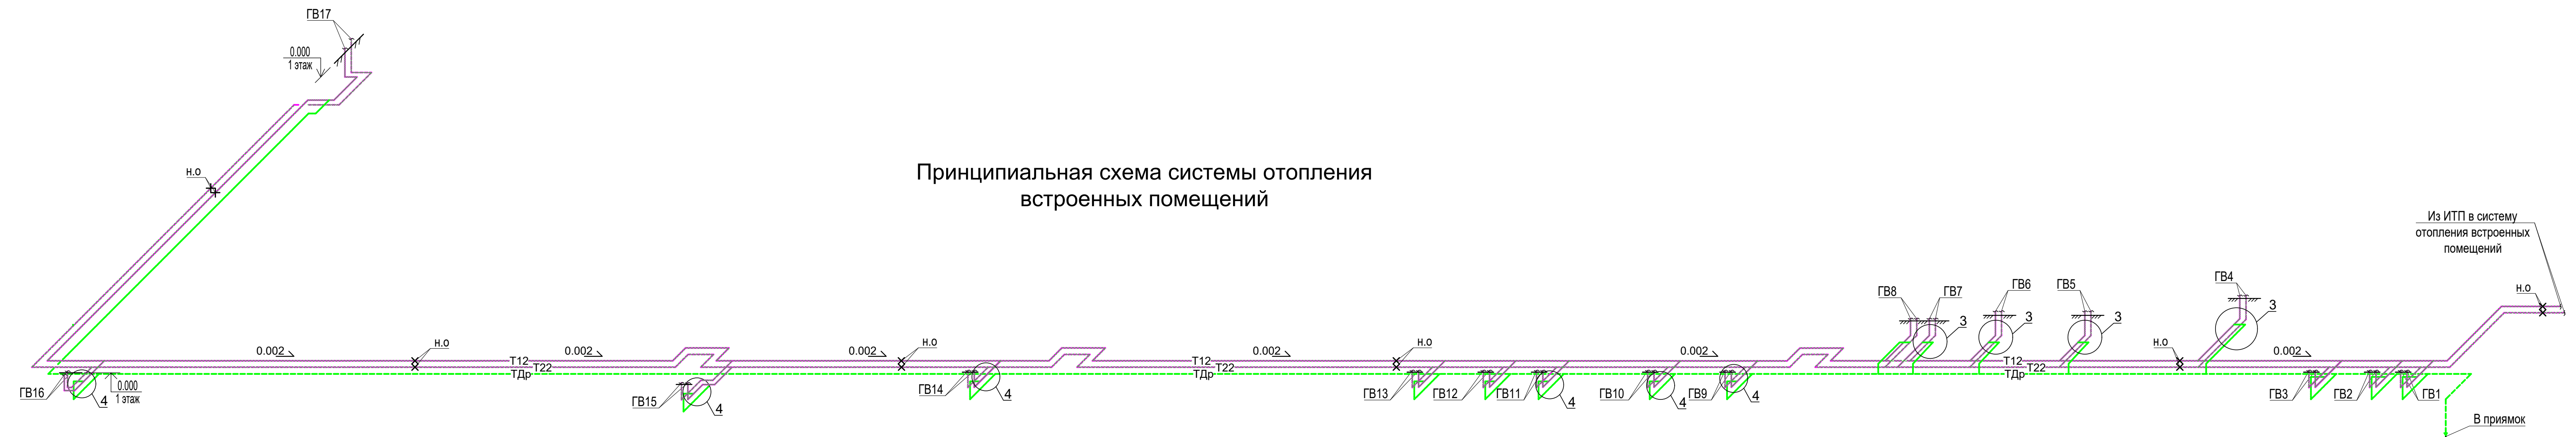 ГВ17
0.000
1 этаж
н.о
Принципиальная схема системы отопления
встроенных помещений
Из ИТП в систему
отопления встроенных
помещений
н.о
ГВ8
ГВ7
ГВ6
ГВ5
ГВ4
3
3
3
3
0.002
н.о
0.002
0.002
н.о
0.002
н.о
0.002
н.о
0.002
Т12
Т22
ТДр
Т12
Т22
ТДр
Т12
Т22
ТДр
ГВ16
4
0.000
1 этаж
ГВ15
4
ГВ14
4
ГВ13
ГВ12
ГВ11
4
ГВ10
4
ГВ9
4
ГВ3
ГВ2
ГВ1
В приямок